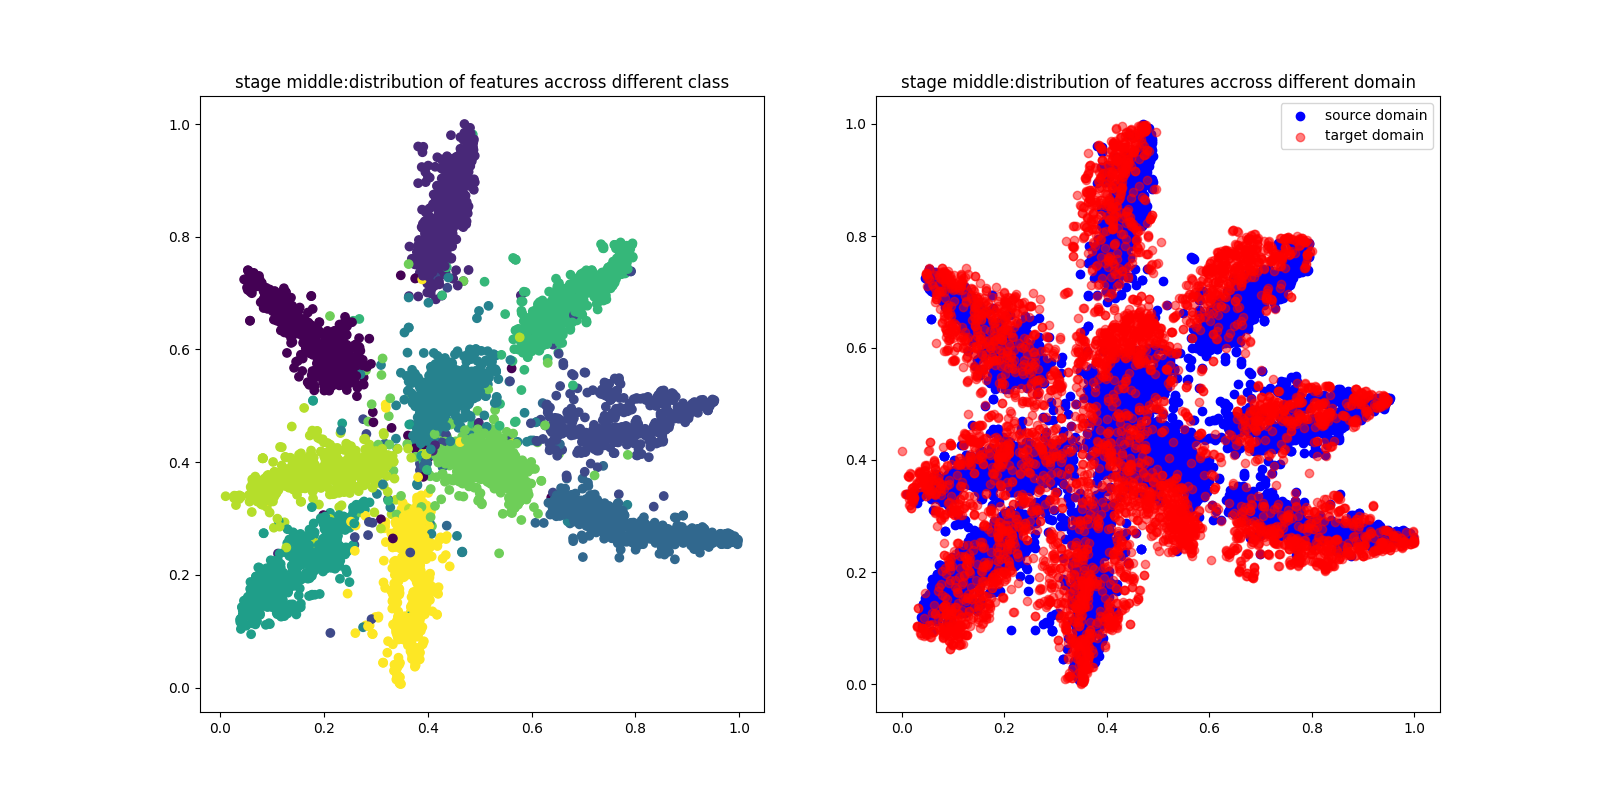 stage middle:distribution of features accross different class
1.0
0.8
0.6
0.4
0.2
0.0
0.0 0.2 0.4 0.6 0.8 1.0
stage middle:distribution of features accross different domain
source domain
target domain
1.0
0.8
0.6
0.4
0.2
0.0
0.0 0.2 0.4 0.6 0.8 1.0